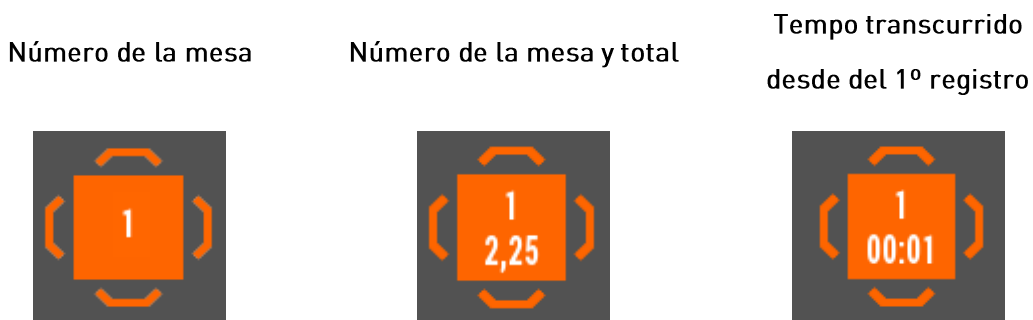 Número de la mesa
Número de la mesa y total
Tempo transcurrido
desde del 1º registro
1
1
2,25
1
00:01